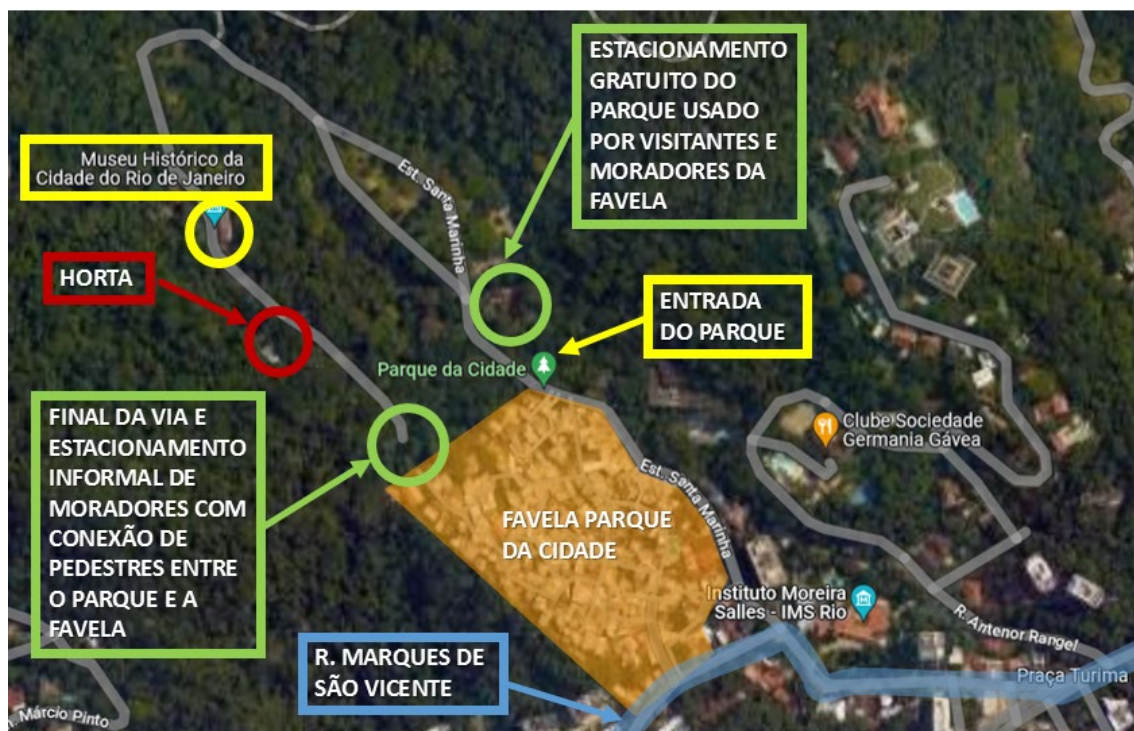 ESTACIONAMENTO
GRATUITO DO
PARQUE USADO
POR VISITANTES E
MORADORES DA
FAVELA
Museu Histórico da
Cidade do Rio de Janeiro
Est. Santa Marinha
HORTA
ENTRADA
DO PARQUE
Parque da Cidade
FINAL DA VIA E
ESTACIONAMENTO
INFORMAL DE
MORADORES COM
CONEXÃO DE
PEDESTRES ENTRE
O PARQUE E A
FAVELA
Clube Sociedade
Germania Gávea
Est. Santa Marinha
FAVELA PARQUE
DA CIDADE
Instituto Moreira
Salles - IMS Rio
R. Antenor Rangel
R. MARQUES DE
SÃO VICENTE
Praça Turima
Márcio Pinto